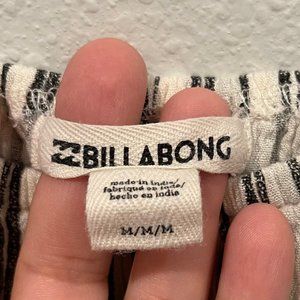 BILLABONG
made in india/
fabriqué en inde/
hecho en india
M/M/M